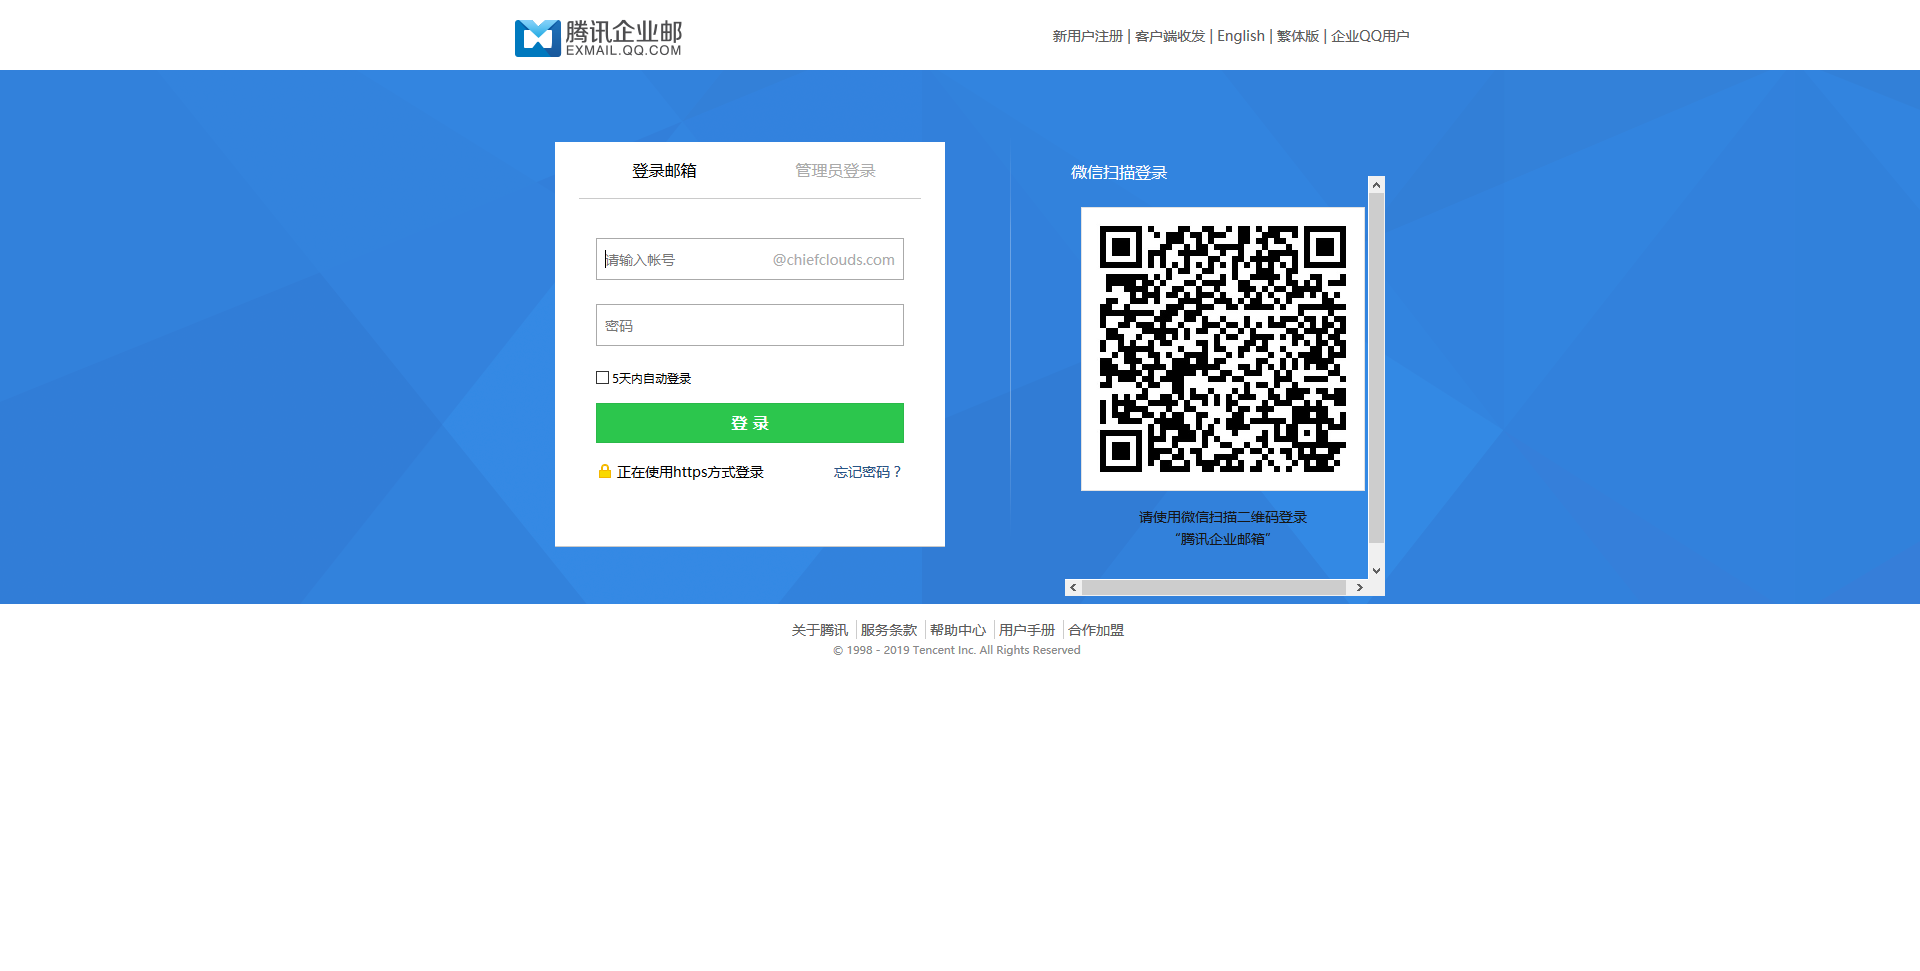 腾讯企业邮
EXMAIL.QQ.COM
新用户注册 | 客户端收发 | English | 繁体版 | 企业QQ用户
登录邮箱 管理员登录
请输入帐号 @chiefclouds.com
密码
5天内自动登录
登 录
正在使用https方式登录 忘记密码？
微信扫描登录
请使用微信扫描二维码登录
“腾讯企业邮箱”
关于腾讯 服务条款 帮助中心 用户手册 合作加盟
© 1998 - 2019 Tencent Inc. All Rights Reserved